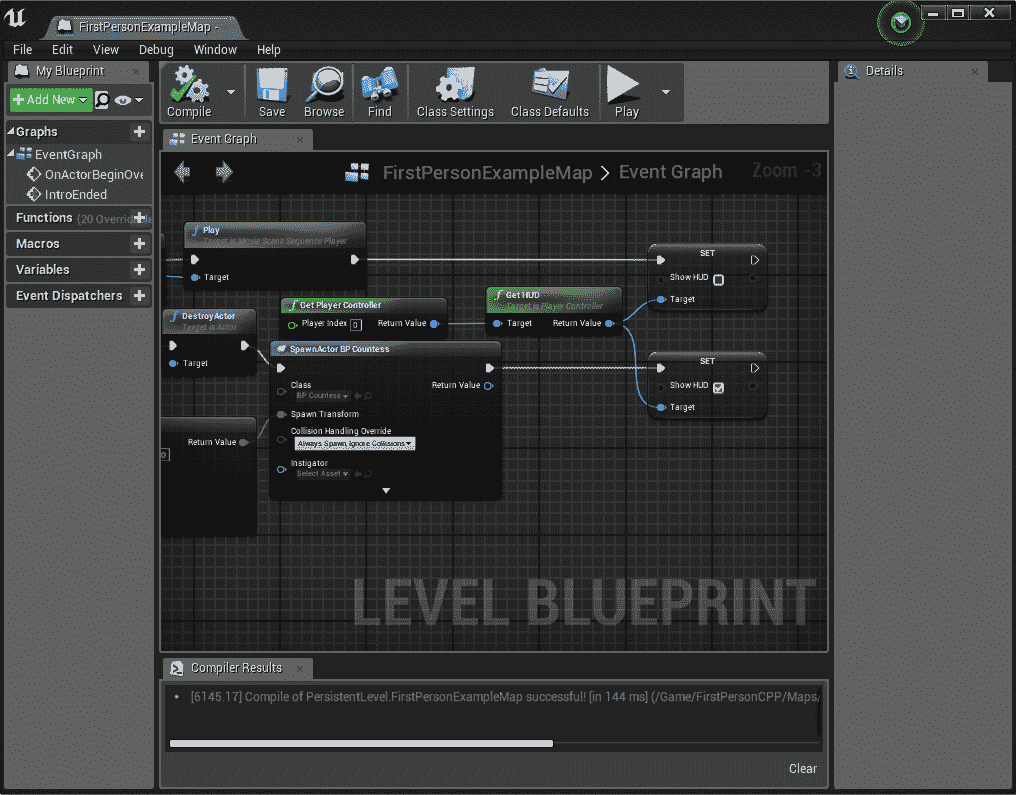 FirstPersonExampleMap -
File Edit View Debug Window Help
My Blueprint
Details
Add New
Compile
Save
Browse
Find
Class Settings
Class Defaults
Play
Graphs
EventGraph
OnActorBeginOve
IntroEnded
Functions (20 Overridable
Macros
Variables
Event Dispatchers
Event Graph
FirstPersonExampleMap > Event Graph
Zoom -3
Play
Target is Movie Scene Sequence Player
Target
DestroyActor
Target is Actor
Target
Return Value
0
Get Player Controller
Player Index 0 Return Value
Get HUD
Target is Player Controller
Target Return Value
SpawnActor BP Countess
Class
BP Countess
Return Value
Spawn Transform
Collision Handling Override
Always Spawn, Ignore Collisions
Instigator
Select Asset
SET
Show HUD
Target
SET
Show HUD
Target
LEVEL BLUEPRINT
Compiler Results
• [6145.17] Compile of PersistentLevel.FirstPersonExampleMap successful! [in 144 ms] (/Game/FirstPersonCPP/Maps/
Clear